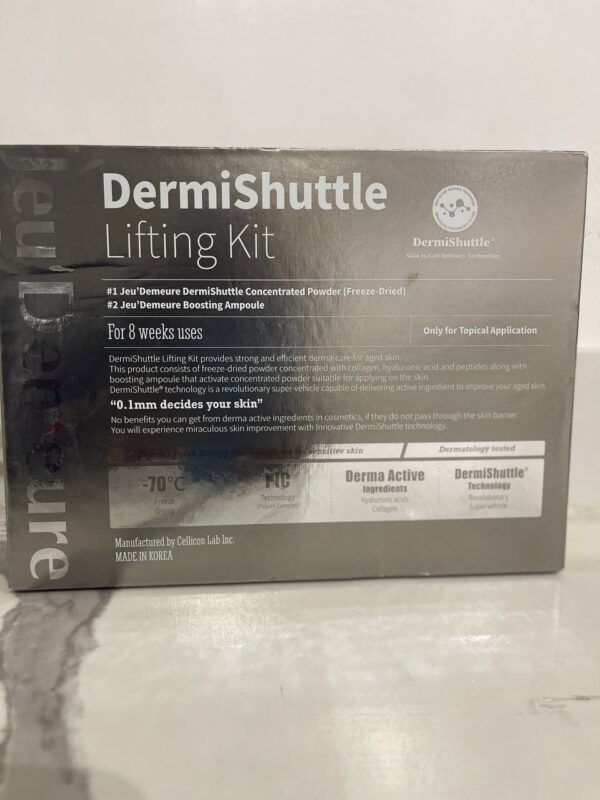 Jeu'Demeure
DermiShuttle
Lifting Kit
DermiShuttle®
Skin to Cell Delivery Technology
#1 Jeu'Demeure DermiShuttle Concentrated Powder (Freeze-Dried)
#2 Jeu'Demeure Boosting Ampoule
For 8 weeks uses
Only for Topical Application
DermiShuttle Lifting Kit provides strong and efficient derma-care for aged skin.
This product consists of freeze-dried powder concentrated with collagen, hyaluronic acid and peptides along with
boosting ampoule that activate concentrated powder suitable for applying on the skin.
DermiShuttle® technology is a revolutionary super-vehicle capable of delivering active ingredient to improve your aged skin.
"0.1mm decides your skin"
No benefits you can get from derma active ingredients in cosmetics, if they do not pass through the skin barrier.
You will experience miraculous skin improvement with Innovative DermiShuttle technology.
sensitive skin
Dermatology tested
-70°C
Freeze
drying
Technology
Derma Active
Ingredients
Hyaluronic acids
Collagen
DermiShuttle®
Technology
Revolutionary
Super-vehicle
Manufactured by Cellicon Lab Inc.
MADE IN KOREA